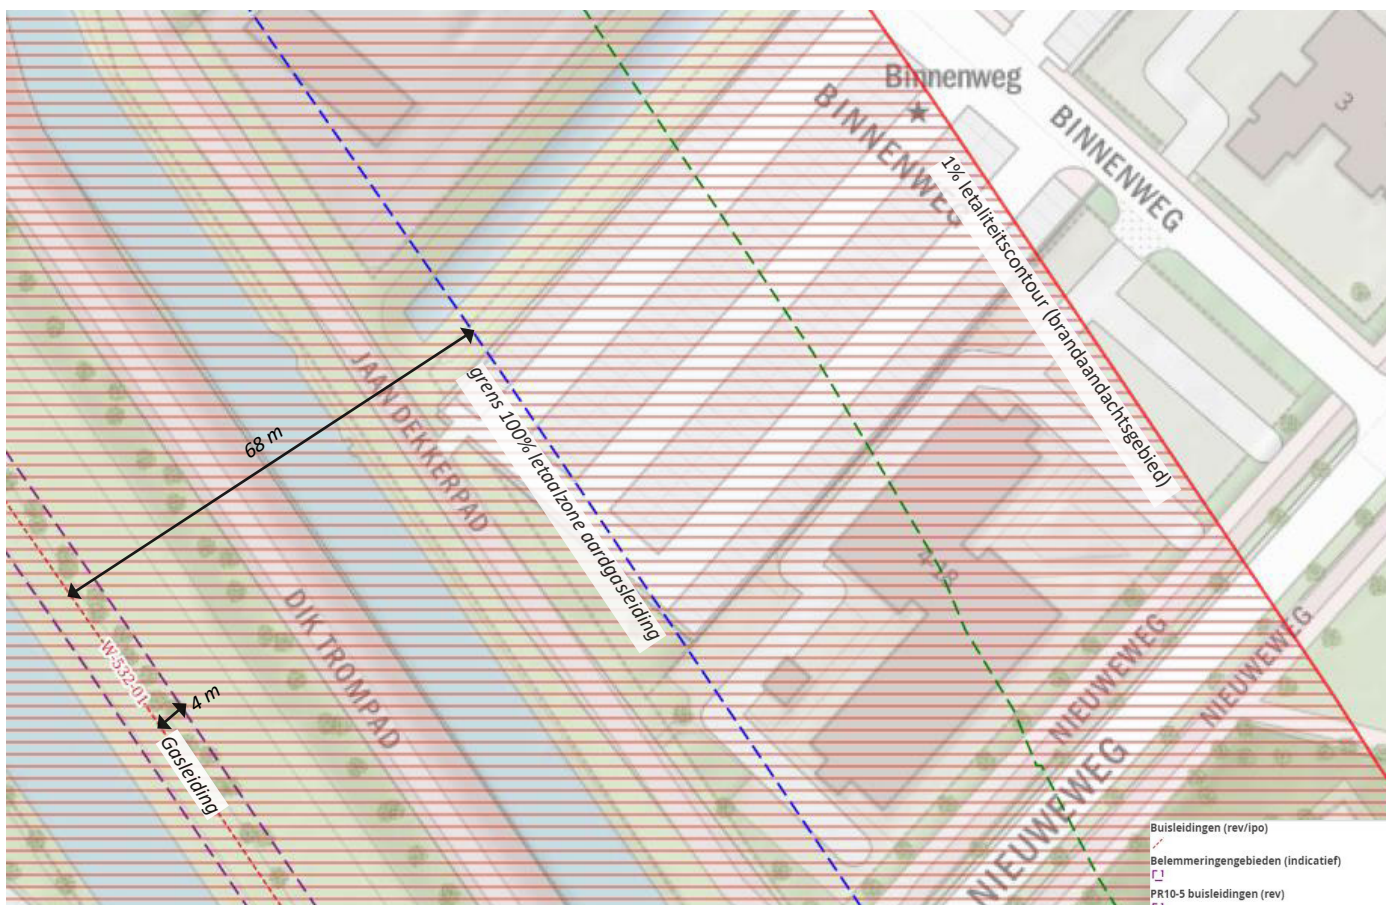 Binnenweg
BINNENWEG
BINNENWEG
3
1% letaliteitscontour (brandaandachtsgebied)
JAAN DEKKERPAD
68 m
grens 100% letaalzone aardgasleiding
DIK TROMPAD
W-532-01
4 m
Gasleiding
NIEUWEWEG
NIEUWEWEG
NIEUWEWEG
Buisleidingen (rev/ipo)
Belemmeringengebieden (indicatief)
PR10-5 buisleidingen (rev)